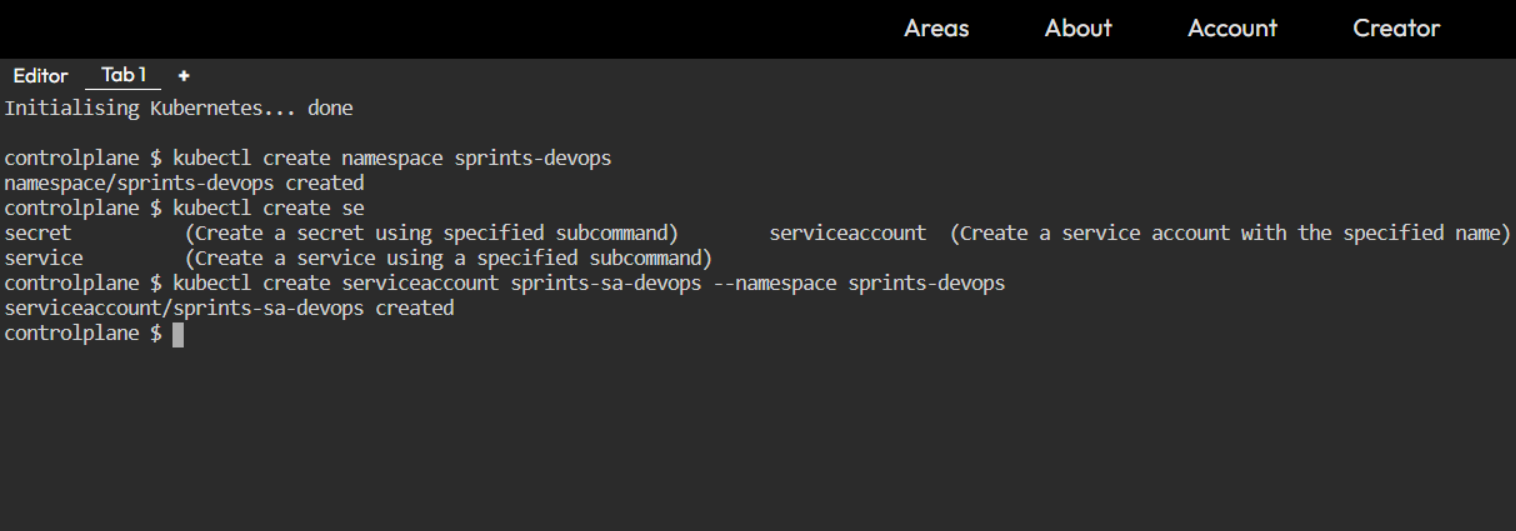 Areas About Account Creator
Editor Tab 1 +
Initialising Kubernetes... done
controlplane $ kubectl create namespace sprints-devops
namespace/sprints-devops created
controlplane $ kubectl create se
secret (Create a secret using specified subcommand) serviceaccount (Create a service account with the specified name)
service (Create a service using a specified subcommand)
controlplane $ kubectl create serviceaccount sprints-sa-devops --namespace sprints-devops
serviceaccount/sprints-sa-devops created
controlplane $